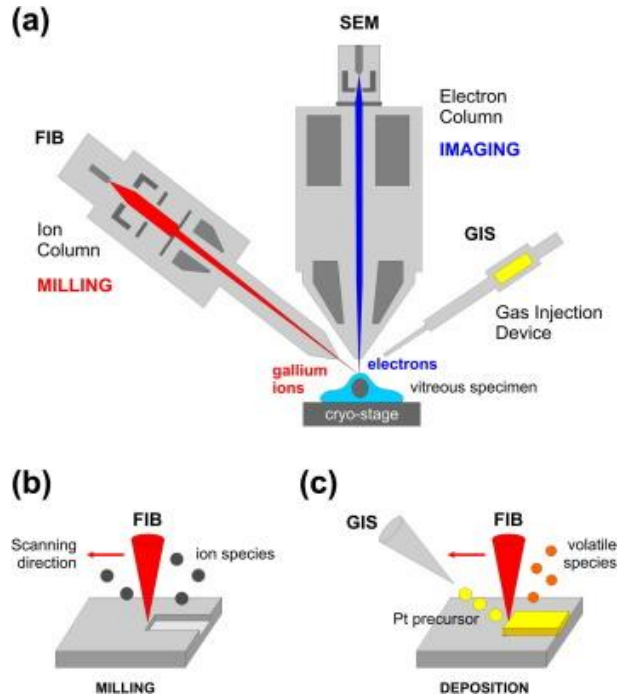 (a)
SEM
Electron
Column
IMAGING
FIB
Ion
Column
MILLING
GIS
Gas Injection
Device
gallium
ions
electrons
vitreous specimen
cryo-stage
(b)
FIB
Scanning
direction
ion species
MILLING
(c)
GIS
FIB
volatile
species
Pt precursor
DEPOSITION